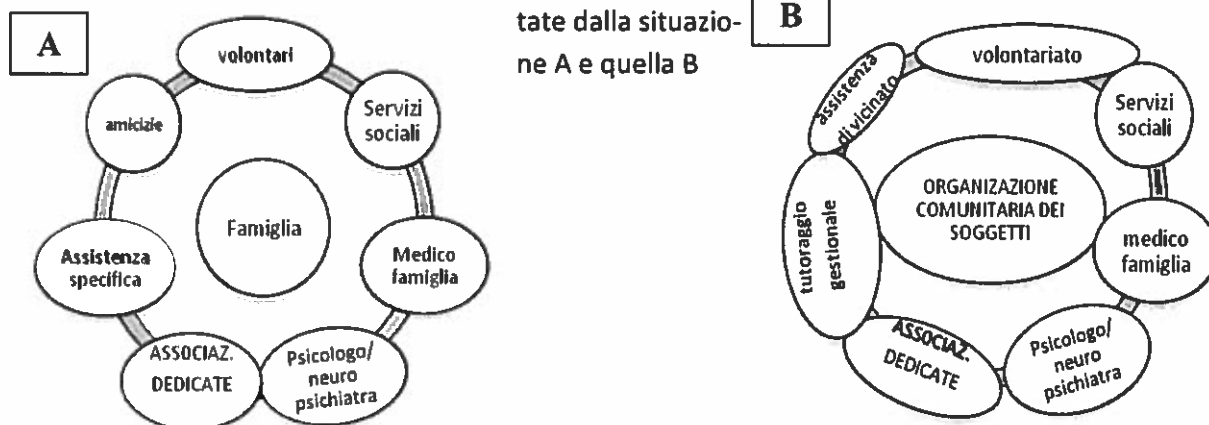 A
volontari
Servizi
sociali
Medico
famiglia
Psicologo/
neuro
psichiatra
ASSOCIAZ.
DEDICATE
Assistenza
specifica
amicizie
Famiglia
tate dalla situazio-
ne A e quella B
B
volontariato
Servizi
sociali
medico
famiglia
Psicologo/
neuro
psichiatra
ASSOCIAZ.
DEDICATE
tutoraggio
gestionale
assistenza
di vicinato
ORGANIZAZIONE
COMUNITARIA DEI
SOGGETTI